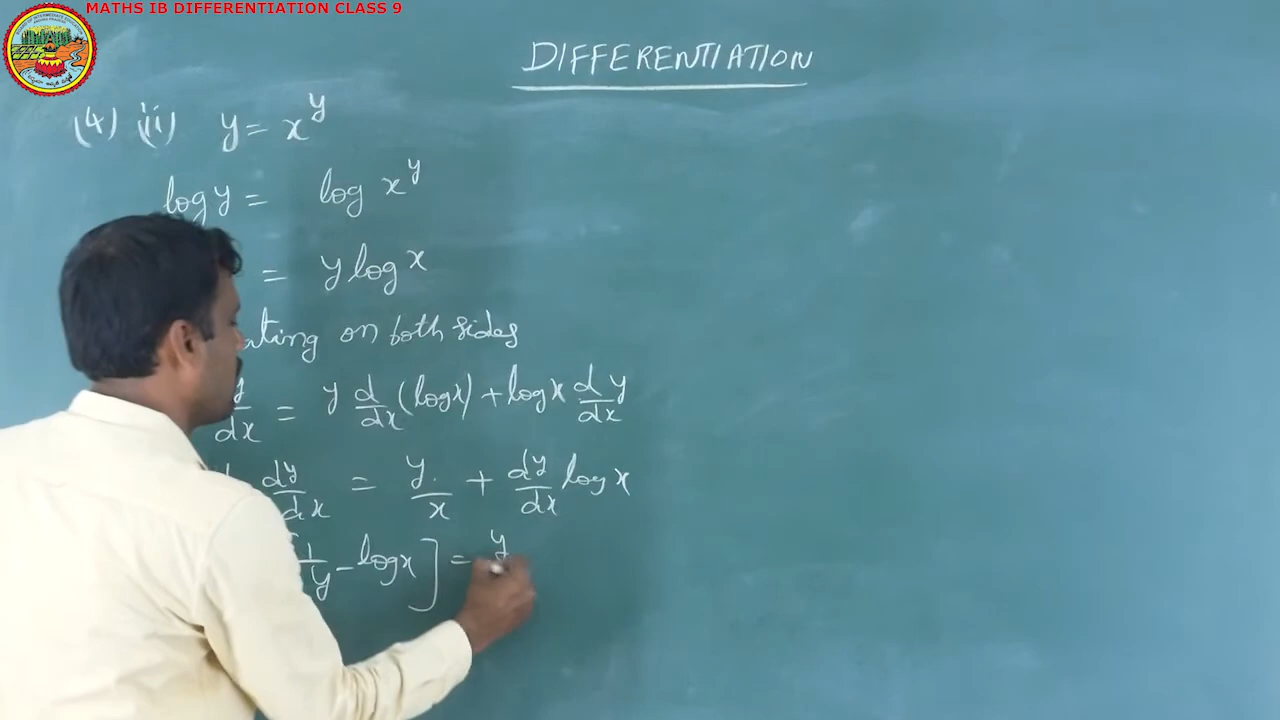 MATHS IB DIFFERENTIATION CLASS 9
DIFFERENTIATION
(4) (ii) y = x^y
log y = log x^y
= y log x
on both sides
dx = y d/dx (log x) + log x d/dx y
dy/dx = y/x + dy/dx log x
1/y - log x] = y